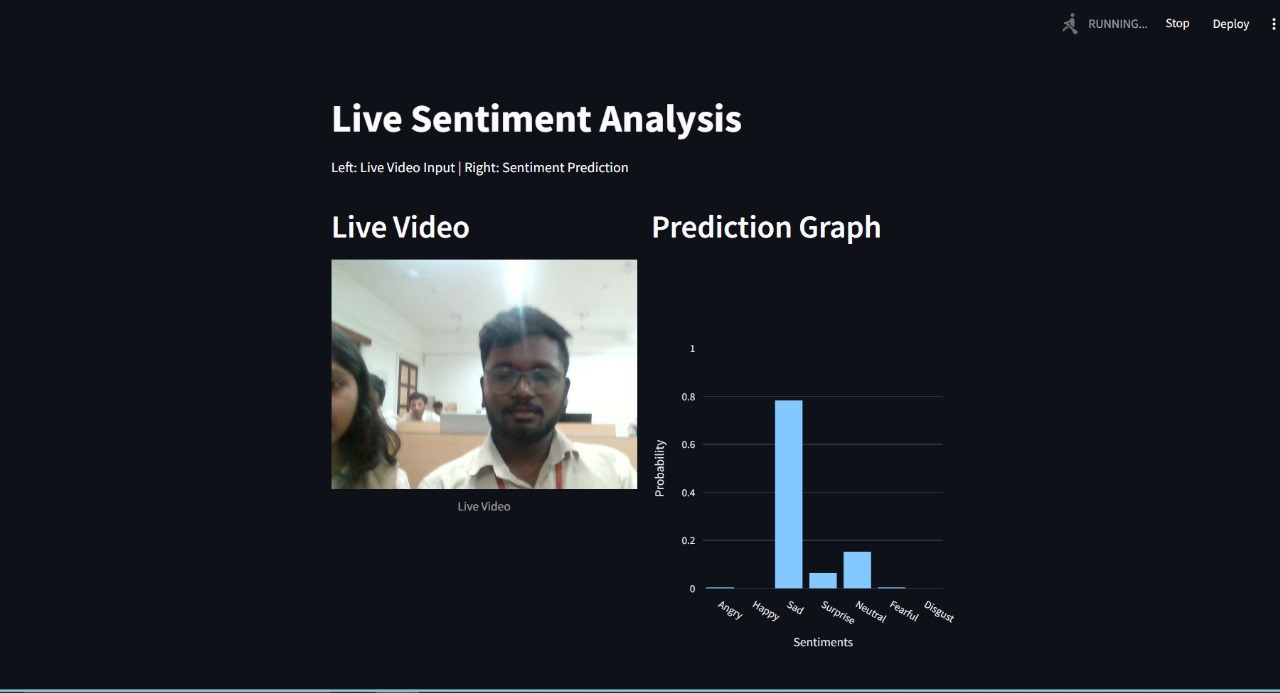 RUNNING...
Stop
Deploy
Live Sentiment Analysis
Left: Live Video Input | Right: Sentiment Prediction
Live Video
Live Video
Prediction Graph
1
0.8
0.6
0.4
0.2
0
Probability
Angry
Happy
Sad
Surprise
Neutral
Fearful
Disgust
Sentiments